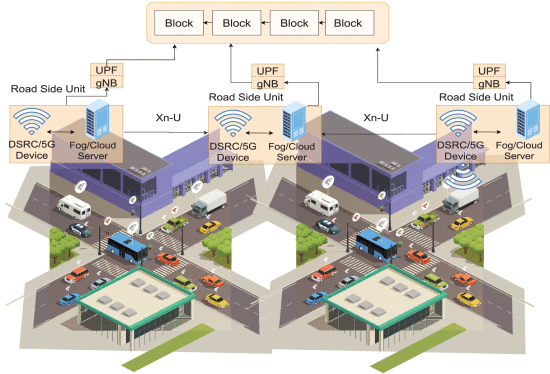 Block Block Block Block
UPF
gNB
UPF
gNB
UPF
gNB
Road Side Unit
Road Side Unit
Road Side Unit
DSRC/5G
Device
Fog/Cloud
Server
Xn-U
DSRC/5G
Device
Fog/Cloud
Server
Xn-U
DSRC/5G
Device
Fog/Cloud
Server